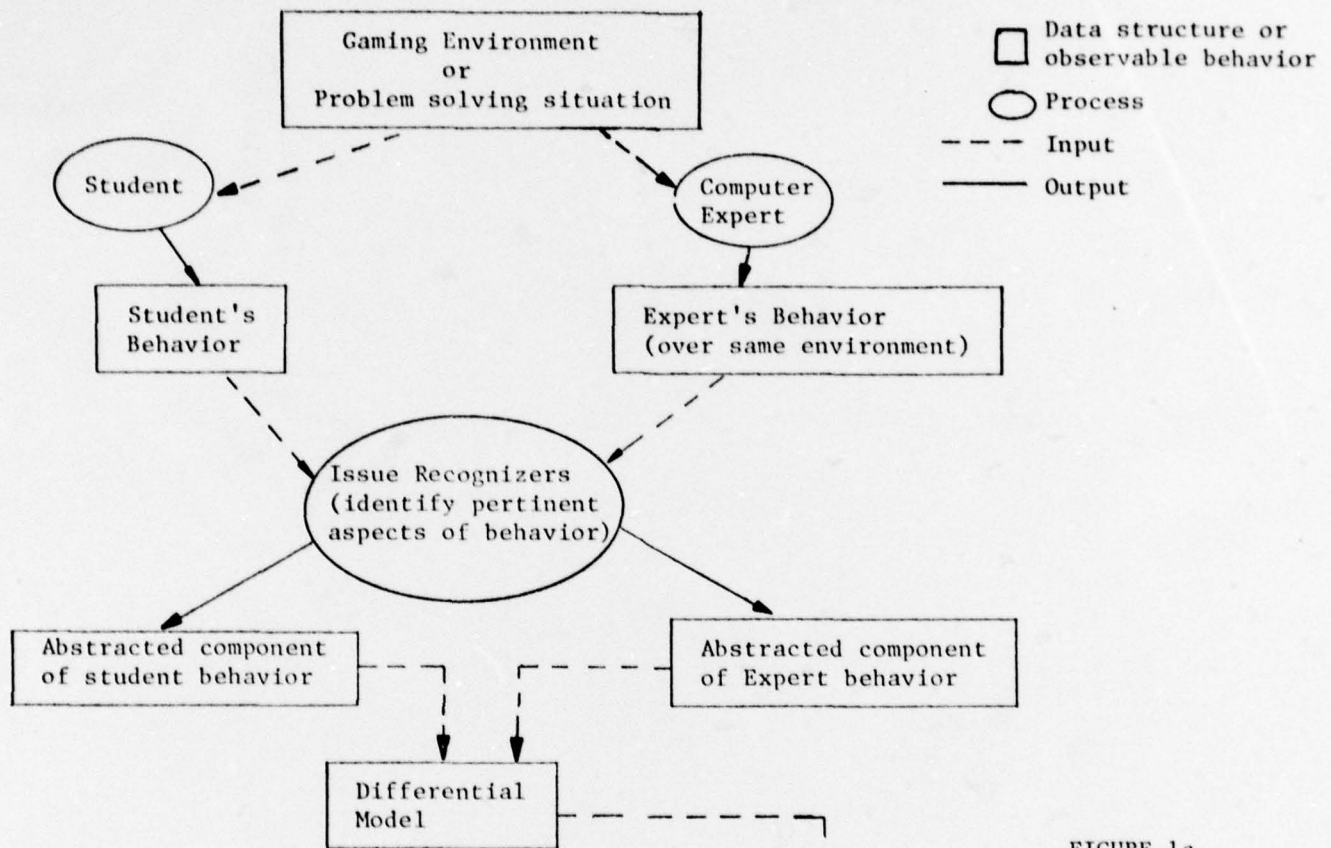 Gaming Environment
or
Problem solving situation
Data structure or
observable behavior
Process
Input
Output
Student
Computer
Expert
Student's
Behavior
Expert's Behavior
(over same environment)
Issue Recognizers
(identify pertinent
aspects of behavior)
Abstracted component
of student behavior
Abstracted component
of Expert behavior
Differential
Model